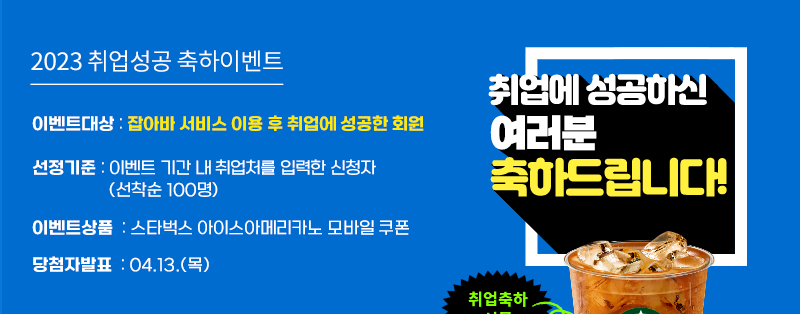 2023 취업성공 축하이벤트
이벤트대상 : 잡아바 서비스 이용 후 취업에 성공한 회원
선정기준 : 이벤트 기간 내 취업처를 입력한 신청자
(선착순 100명)
이벤트상품 : 스타벅스 아이스아메리카노 모바일 쿠폰
당첨자발표 : 04.13.(목)
취업에 성공하신
여러분
축하드립니다!
취업축하